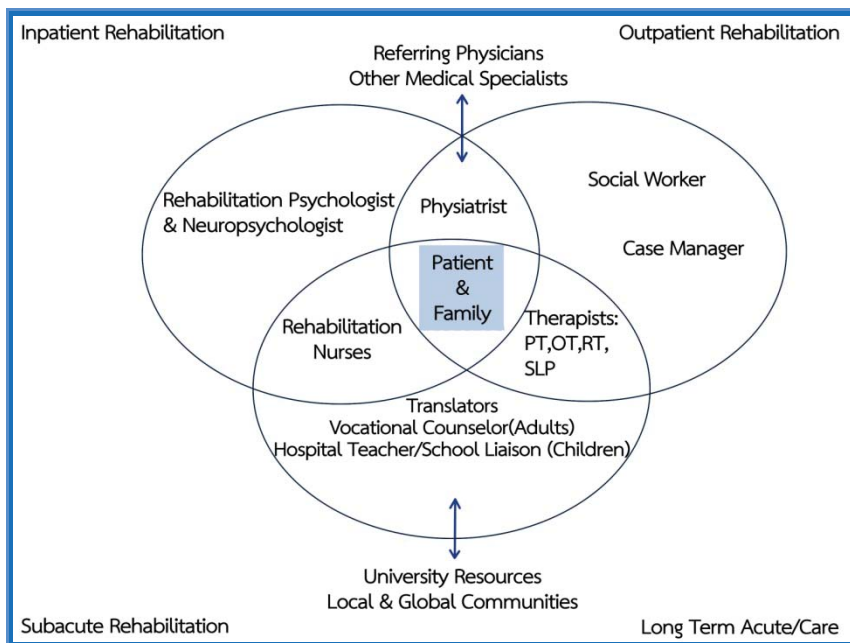 Inpatient Rehabilitation
Outpatient Rehabilitation
Referring Physicians
Other Medical Specialists
Rehabilitation Psychologist
& Neuropsychologist
Physiatrist
Social Worker
Case Manager
Patient
&
Family
Rehabilitation
Nurses
Therapists:
PT,OT,RT,
SLP
Translators
Vocational Counselor(Adults)
Hospital Teacher/School Liaison (Children)
University Resources
Local & Global Communities
Subacute Rehabilitation
Long Term Acute/Care